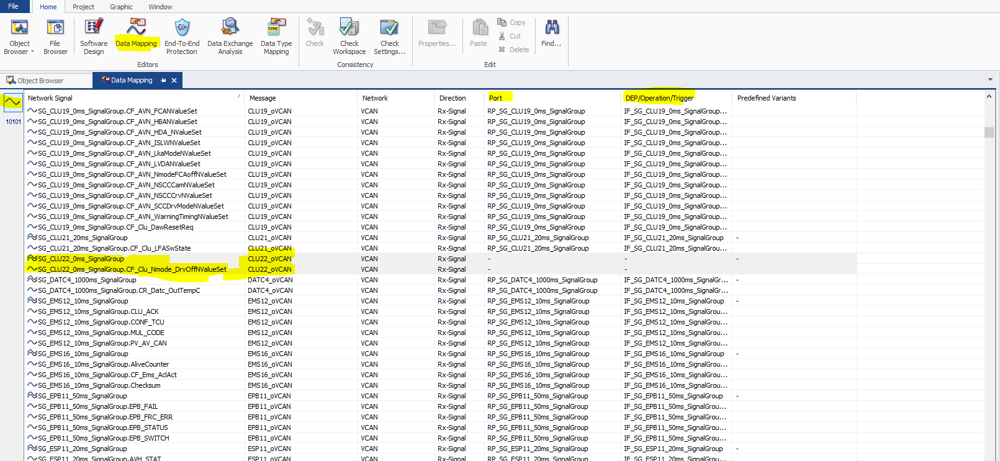 File Home Project Graphic Window
Object Browser File Browser Software Design Data Mapping End-To-End Protection Data Exchange Analysis Data Type Mapping Check Check Workspace Check Settings... Properties... Paste Copy Cut Delete Find...
TYPE
Editors Consistency Edit
Object Browser Data Mapping
10101
Network Signal Message Network Direction Port DEP/Operation/Trigger Predefined Variants
SG_CLU19_0ms_SignalGroup.CF_AVN_FCANValueSet CLU19_oVCAN VCAN Rx-Signal RP_SG_CLU19_0ms_SignalGroup IF_SG_CLU19_0ms_SignalGroup...
SG_CLU19_0ms_SignalGroup.CF_AVN_HBANValueSet CLU19_oVCAN VCAN Rx-Signal RP_SG_CLU19_0ms_SignalGroup IF_SG_CLU19_0ms_SignalGroup...
SG_CLU19_0ms_SignalGroup.CF_AVN_HDA_NValueSet CLU19_oVCAN VCAN Rx-Signal RP_SG_CLU19_0ms_SignalGroup IF_SG_CLU19_0ms_SignalGroup...
SG_CLU19_0ms_SignalGroup.CF_AVN_ISLWNValueSet CLU19_oVCAN VCAN Rx-Signal RP_SG_CLU19_0ms_SignalGroup IF_SG_CLU19_0ms_SignalGroup...
SG_CLU19_0ms_SignalGroup.CF_AVN_LkaModeNValueSet CLU19_oVCAN VCAN Rx-Signal RP_SG_CLU19_0ms_SignalGroup IF_SG_CLU19_0ms_SignalGroup...
SG_CLU19_0ms_SignalGroup.CF_AVN_LVDANValueSet CLU19_oVCAN VCAN Rx-Signal RP_SG_CLU19_0ms_SignalGroup IF_SG_CLU19_0ms_SignalGroup...
SG_CLU19_0ms_SignalGroup.CF_AVN_NmodeFCAoffNValueSet CLU19_oVCAN VCAN Rx-Signal RP_SG_CLU19_0ms_SignalGroup IF_SG_CLU19_0ms_SignalGroup...
SG_CLU19_0ms_SignalGroup.CF_AVN_NSCCCamNValueSet CLU19_oVCAN VCAN Rx-Signal RP_SG_CLU19_0ms_SignalGroup IF_SG_CLU19_0ms_SignalGroup...
SG_CLU19_0ms_SignalGroup.CF_AVN_NSCCCrvNValueSet CLU19_oVCAN VCAN Rx-Signal RP_SG_CLU19_0ms_SignalGroup IF_SG_CLU19_0ms_SignalGroup...
SG_CLU19_0ms_SignalGroup.CF_AVN_SCCDrvModeNValueSet CLU19_oVCAN VCAN Rx-Signal RP_SG_CLU19_0ms_SignalGroup IF_SG_CLU19_0ms_SignalGroup...
SG_CLU19_0ms_SignalGroup.CF_AVN_WarningTimingNValueSet CLU19_oVCAN VCAN Rx-Signal RP_SG_CLU19_0ms_SignalGroup IF_SG_CLU19_0ms_SignalGroup...
SG_CLU19_0ms_SignalGroup.CF_Clu_DawResetReq CLU19_oVCAN VCAN Rx-Signal RP_SG_CLU19_0ms_SignalGroup IF_SG_CLU19_0ms_SignalGroup...
SG_CLU21_20ms_SignalGroup CLU21_oVCAN VCAN Rx-Signal RP_SG_CLU21_20ms_SignalGroup IF_SG_CLU21_20ms_SignalGroup -
SG_CLU21_20ms_SignalGroup.CF_Clu_LFASwState CLU21_oVCAN VCAN Rx-Signal RP_SG_CLU21_20ms_SignalGroup IF_SG_CLU21_20ms_SignalGrou...
SG_CLU22_0ms_SignalGroup CLU22_oVCAN VCAN Rx-Signal - - -
SG_CLU22_0ms_SignalGroup.CF_Clu_Nmode_DrvOffNValueSet CLU22_oVCAN VCAN Rx-Signal - -
SG_DATC4_1000ms_SignalGroup DATC4_oVCAN VCAN Rx-Signal RP_SG_DATC4_1000ms_SignalGroup IF_SG_DATC4_1000ms_SignalGr... -
SG_DATC4_1000ms_SignalGroup.CR_Datc_OutTempC DATC4_oVCAN VCAN Rx-Signal RP_SG_DATC4_1000ms_SignalGroup IF_SG_DATC4_1000ms_SignalGr...
SG_EMS12_10ms_SignalGroup EMS12_oVCAN VCAN Rx-Signal RP_SG_EMS12_10ms_SignalGroup IF_SG_EMS12_10ms_SignalGroup -
SG_EMS12_10ms_SignalGroup.CLU_ACK EMS12_oVCAN VCAN Rx-Signal RP_SG_EMS12_10ms_SignalGroup IF_SG_EMS12_10ms_SignalGrou...
SG_EMS12_10ms_SignalGroup.CONF_TCU EMS12_oVCAN VCAN Rx-Signal RP_SG_EMS12_10ms_SignalGroup IF_SG_EMS12_10ms_SignalGrou...
SG_EMS12_10ms_SignalGroup.MUL_CODE EMS12_oVCAN VCAN Rx-Signal RP_SG_EMS12_10ms_SignalGroup IF_SG_EMS12_10ms_SignalGrou...
SG_EMS12_10ms_SignalGroup.PV_AV_CAN EMS12_oVCAN VCAN Rx-Signal RP_SG_EMS12_10ms_SignalGroup IF_SG_EMS12_10ms_SignalGrou...
SG_EMS16_10ms_SignalGroup EMS16_oVCAN VCAN Rx-Signal RP_SG_EMS16_10ms_SignalGroup IF_SG_EMS16_10ms_SignalGroup -
SG_EMS16_10ms_SignalGroup.AliveCounter EMS16_oVCAN VCAN Rx-Signal RP_SG_EMS16_10ms_SignalGroup IF_SG_EMS16_10ms_SignalGrou...
SG_EMS16_10ms_SignalGroup.CF_Ems_AclAct EMS16_oVCAN VCAN Rx-Signal RP_SG_EMS16_10ms_SignalGroup IF_SG_EMS16_10ms_SignalGrou...
SG_EMS16_10ms_SignalGroup.Checksum EMS16_oVCAN VCAN Rx-Signal RP_SG_EMS16_10ms_SignalGroup IF_SG_EMS16_10ms_SignalGrou...
SG_EPB11_50ms_SignalGroup EPB11_oVCAN VCAN Rx-Signal RP_SG_EPB11_50ms_SignalGroup IF_SG_EPB11_50ms_SignalGroup -
SG_EPB11_50ms_SignalGroup.EPB_FAIL EPB11_oVCAN VCAN Rx-Signal RP_SG_EPB11_50ms_SignalGroup IF_SG_EPB11_50ms_SignalGrou...
SG_EPB11_50ms_SignalGroup.EPB_FRC_ERR EPB11_oVCAN VCAN Rx-Signal RP_SG_EPB11_50ms_SignalGroup IF_SG_EPB11_50ms_SignalGrou...
SG_EPB11_50ms_SignalGroup.EPB_STATUS EPB11_oVCAN VCAN Rx-Signal RP_SG_EPB11_50ms_SignalGroup IF_SG_EPB11_50ms_SignalGrou...
SG_EPB11_50ms_SignalGroup.EPB_SWITCH EPB11_oVCAN VCAN Rx-Signal RP_SG_EPB11_50ms_SignalGroup IF_SG_EPB11_50ms_SignalGrou...
SG_ESP11_20ms_SignalGroup ESP11_oVCAN VCAN Rx-Signal RP_SG_ESP11_20ms_SignalGroup IF_SG_ESP11_20ms_SignalGroup -
SG_ESP11_20ms_SignalGroup.AVH_STAT ESP11_oVCAN VCAN Rx-Signal RP_SG_ESP11_20ms_SignalGroup IF_SG_ESP11_20ms_SignalGrou...